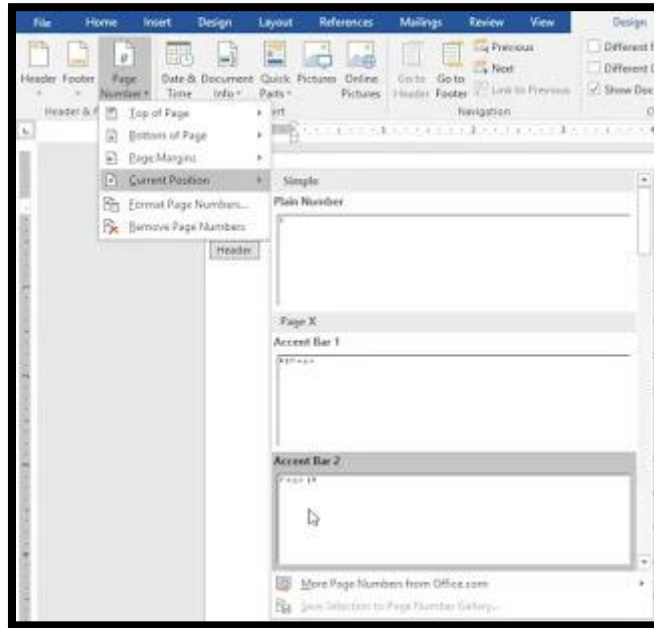 File Home Insert Design Layout References Mailings Review View Design
Header Footer Page Number Date & Time Document Info Quick Parts Pictures Online Pictures Go to Header Go to Footer
Previous
Next
Link to Previous
Different
Different
Show Doc
Header & F
Navigation
Top of Page
Bottom of Page
Page Margins
Current Position
Format Page Numbers...
Remove Page Numbers
Header
Simple
Plain Number
Page X
Accent Bar 1
Accent Bar 2
More Page Numbers from Office.com
Save Selection to Page Number Gallery...